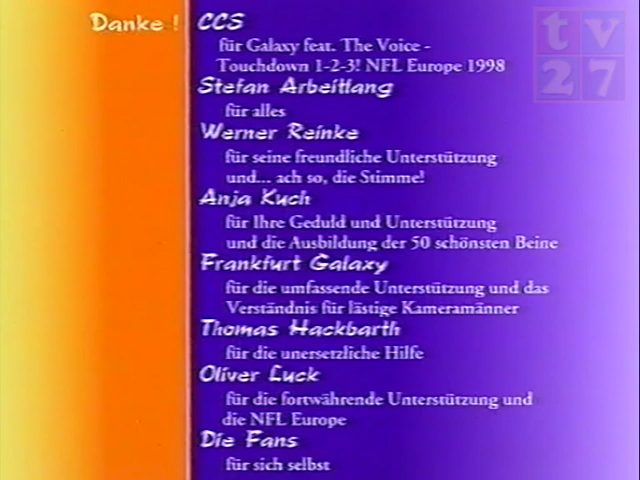 Danke ! CCS
für Galaxy feat. The Voice -
Touchdown 1-2-3! NFL Europe 1998
Stefan Arbeitlang
für alles
Werner Reinke
für seine freundliche Unterstützung
und... ach so, die Stimme!
Anja Kuch
für Ihre Geduld und Unterstützung
und die Ausbildung der 50 schönsten Beine
Frankfurt Galaxy
für die umfassende Unterstützung und das
Verständnis für lästige Kameramänner
Thomas Hackbarth
für die unersetzliche Hilfe
Oliver Luck
für die fortwährende Unterstützung und
die NFL Europe
Die Fans
für sich selbst
tv
27